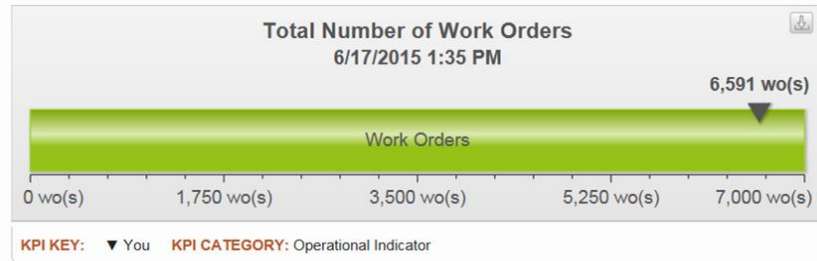 Total Number of Work Orders
6/17/2015 1:35 PM
6,591 wo(s)
Work Orders
0 wo(s) 1,750 wo(s) 3,500 wo(s) 5,250 wo(s) 7,000 wo(s)
KPI KEY: ▼ You KPI CATEGORY: Operational Indicator